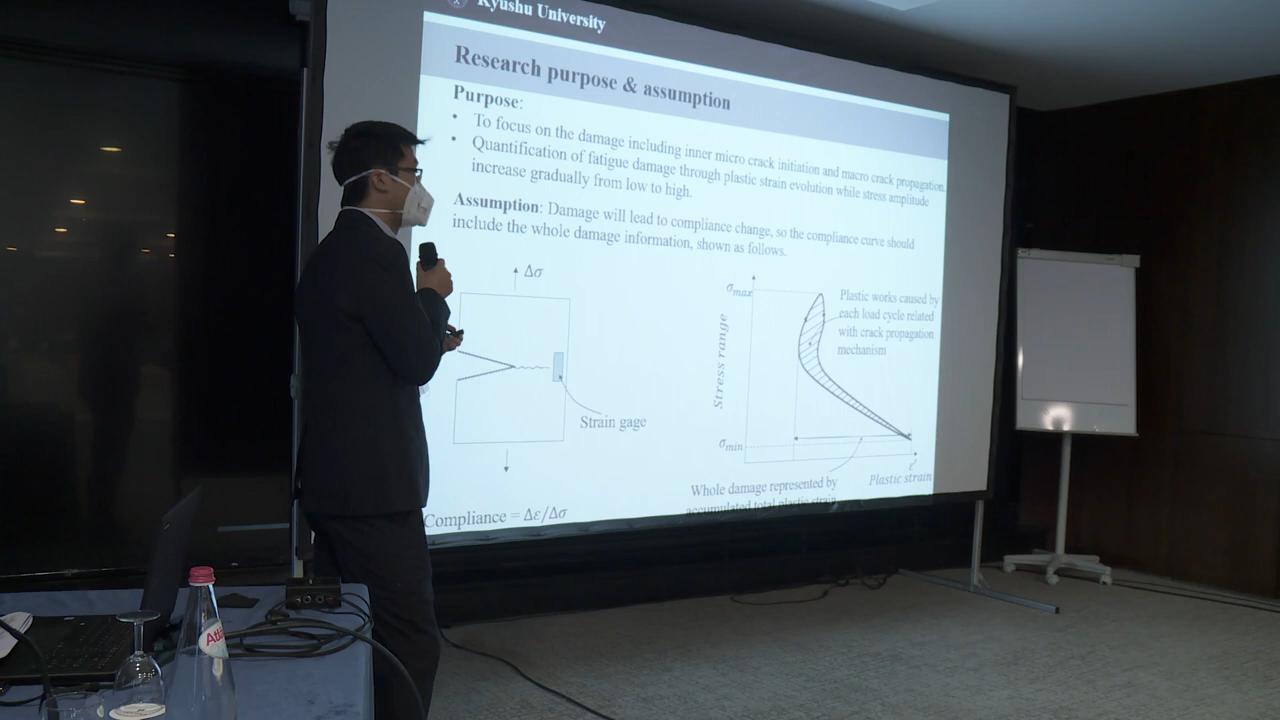 Kyushu University
Research purpose & assumption
Purpose:
• To focus on the damage including inner micro crack initiation and macro crack propagation.
• Quantification of fatigue damage through plastic strain evolution while stress amplitude
increase gradually from low to high.
Assumption: Damage will lead to compliance change, so the compliance curve should
include the whole damage information, shown as follows.
Δσ
Strain gage
Compliance = Δε/Δσ
σmax
Stress range
σmin
Plastic works caused by
each load cycle related
with crack propagation
mechanism
ε'
Plastic strain
Whole damage represented by
accumulated total plastic strain